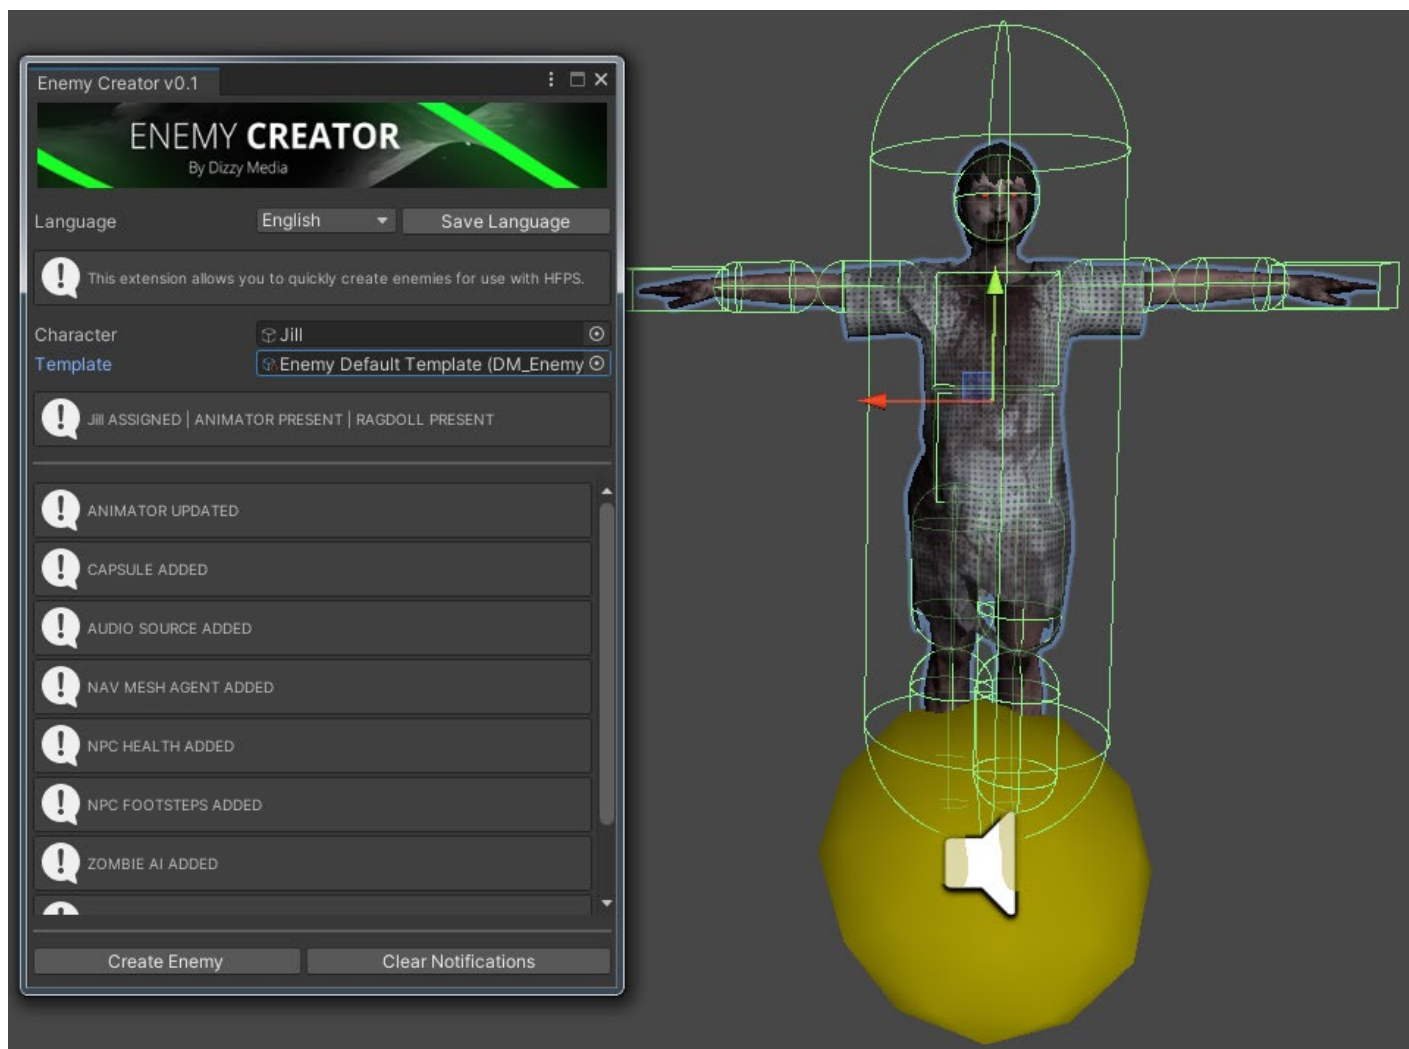 Enemy Creator v0.1
ENEMY CREATOR
By Dizzy Media
Language English Save Language
This extension allows you to quickly create enemies for use with HFPS.
Character Jill
Template Enemy Default Template (DM_Enemy
Jill ASSIGNED | ANIMATOR PRESENT | RAGDOLL PRESENT
ANIMATOR UPDATED
CAPSULE ADDED
AUDIO SOURCE ADDED
NAV MESH AGENT ADDED
NPC HEALTH ADDED
NPC FOOTSTEPS ADDED
ZOMBIE AI ADDED
Create Enemy Clear Notifications